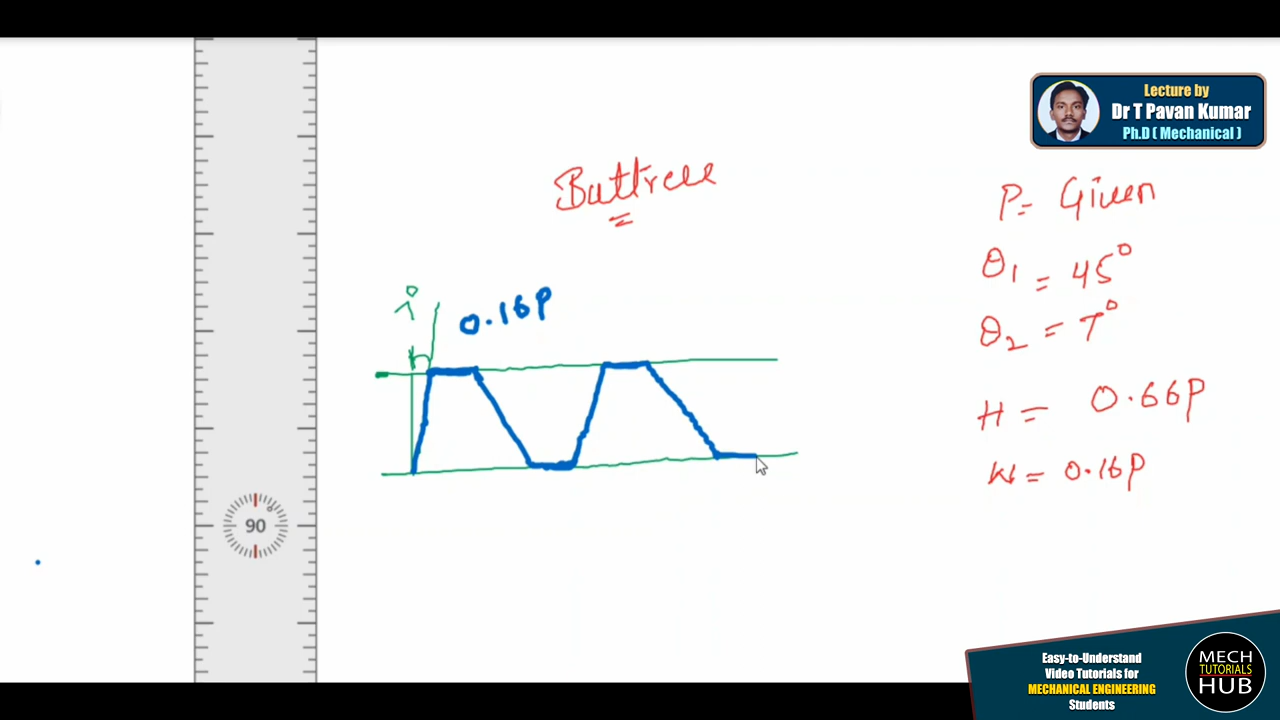 Lecture by
Dr T Pavan Kumar
Ph.D ( Mechanical )
Buttress
P = Given
θ1 = 45°
θ2 = 7°
H = 0.66P
W = 0.16P
7°
0.16P
90
Easy-to-Understand
Video Tutorials for
MECHANICAL ENGINEERING
Students
MECH
TUTORIALS
HUB